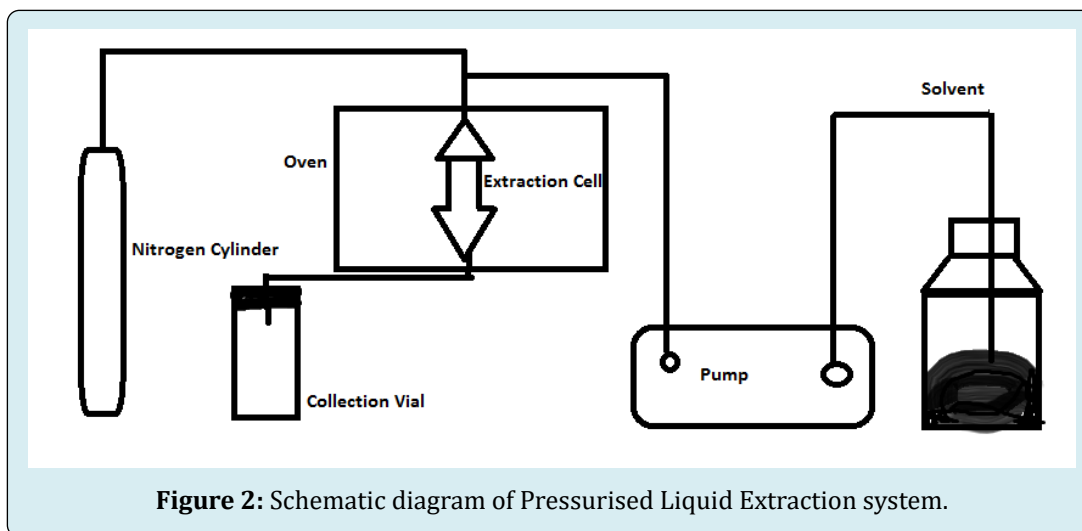 Solvent
Oven
Extraction Cell
Nitrogen Cylinder
Pump
Collection Vial
Figure 2: Schematic diagram of Pressurised Liquid Extraction system.